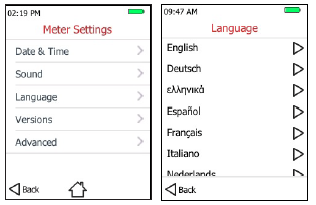 02:19 PM
Meter Settings
Date & Time
Sound
Language
Versions
Advanced
Back
09:47 AM
Language
English
Deutsch
ελληνικά
Español
Français
Italiano
Nederlands
Back